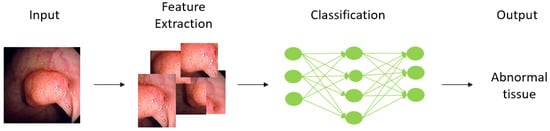 Input
Feature
Extraction
Classification
Output
Abnormal
tissue